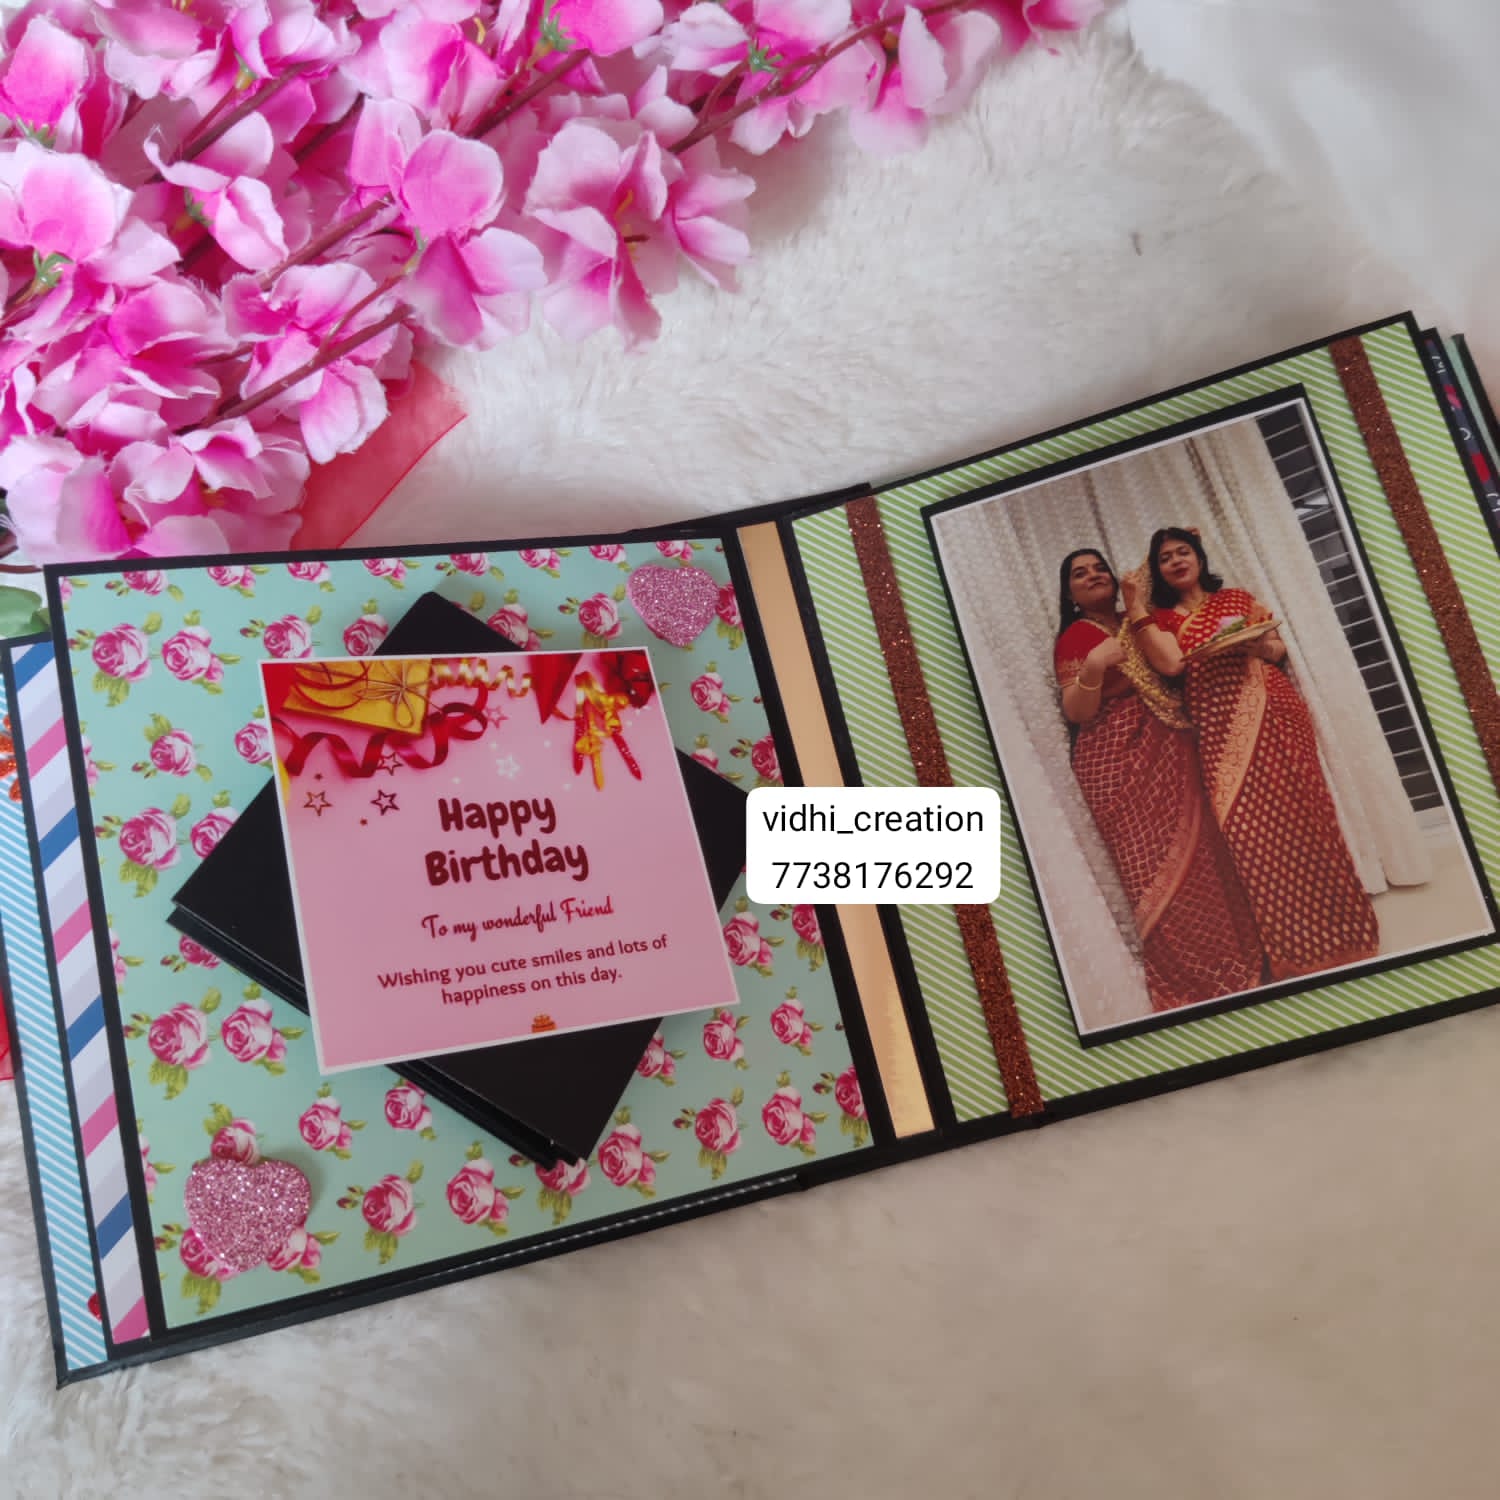 Happy
Birthday
To my wonderful Friend
Wishing you cute smiles and lots of
happiness on this day.
vidhi_creation
7738176292